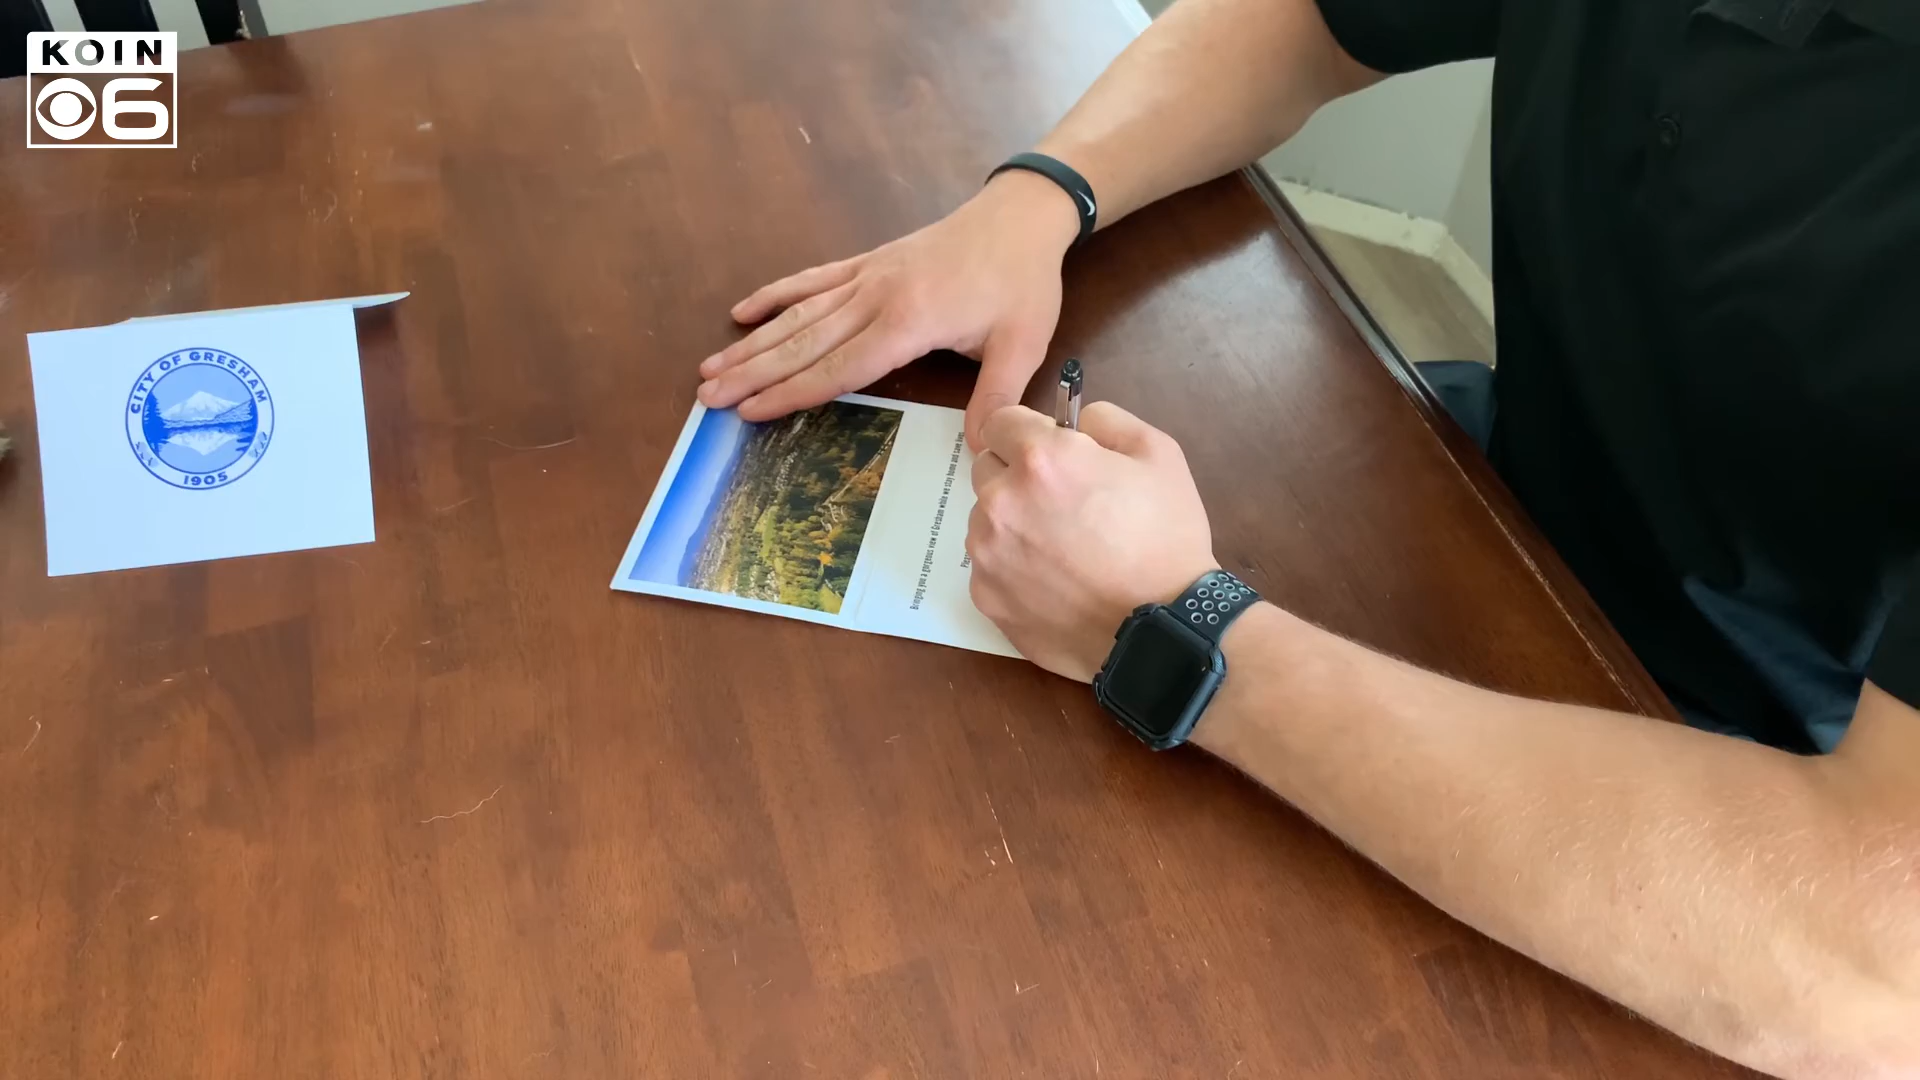 KOIN
6
CITY OF GRESHAM
1905
Bringing you a gorgeous view of Gresham while we stay home and save lives.